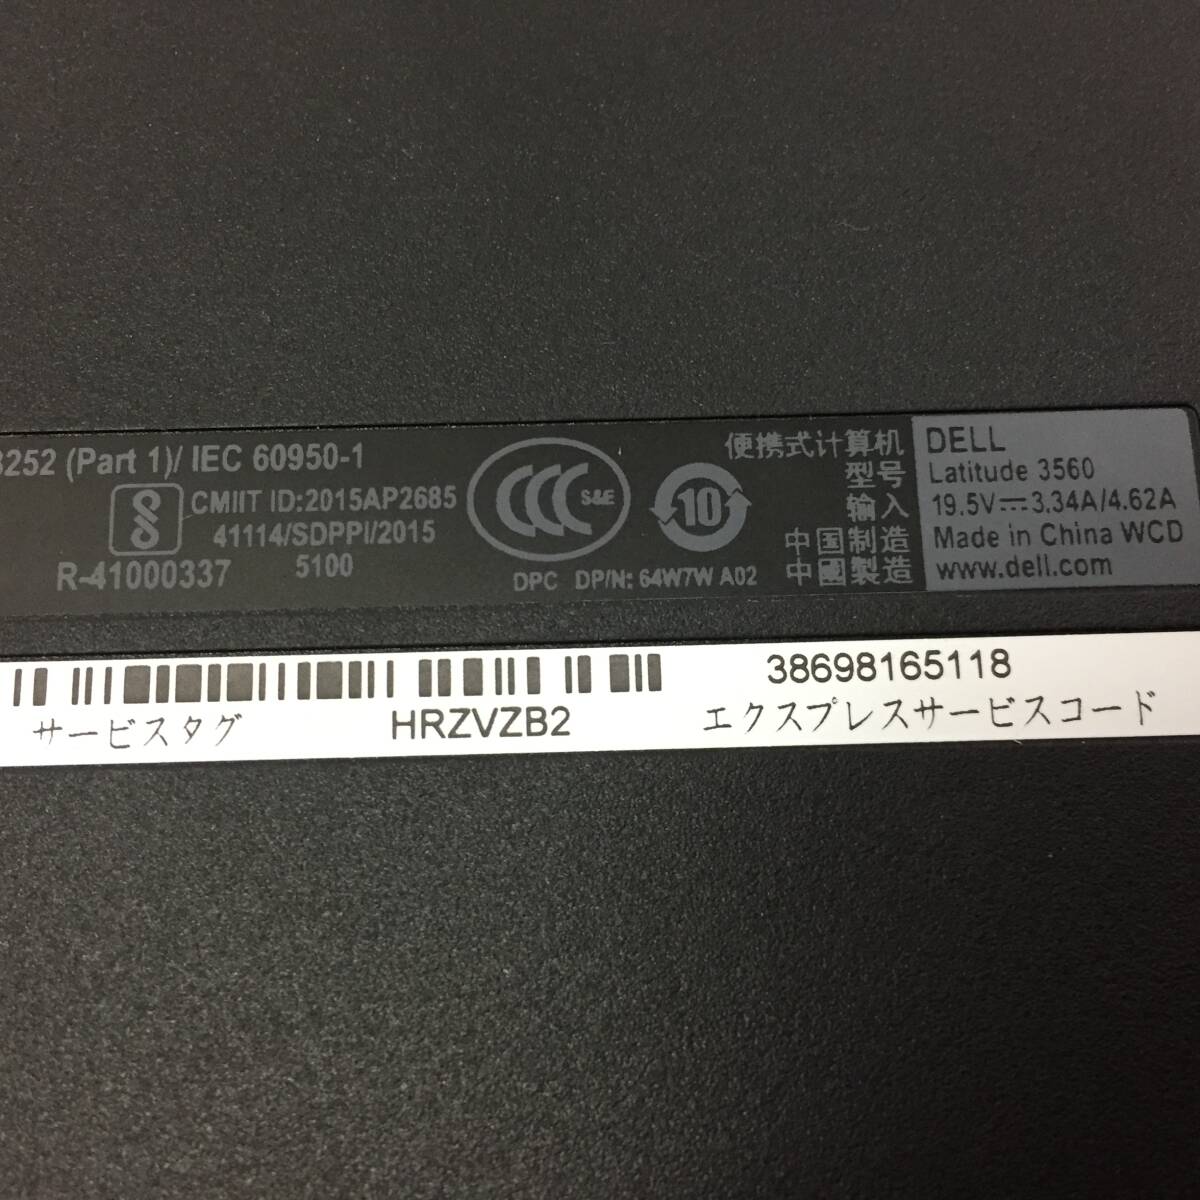 8252 (Part 1)/ IEC 60950-1
CMIIT ID:2015AP2685
41114/SDPPI/2015
5100
R-41000337
CCC S&E
10
DPC DP/N: 64W7W A02
便携式计算机 DELL
型号 Latitude 3560
输入 19.5V⎓3.34A/4.62A
中国制造 Made in China WCD
中國製造 www.dell.com
38698165118
サービスタグ HRZVZB2 エクスプレスサービスコード